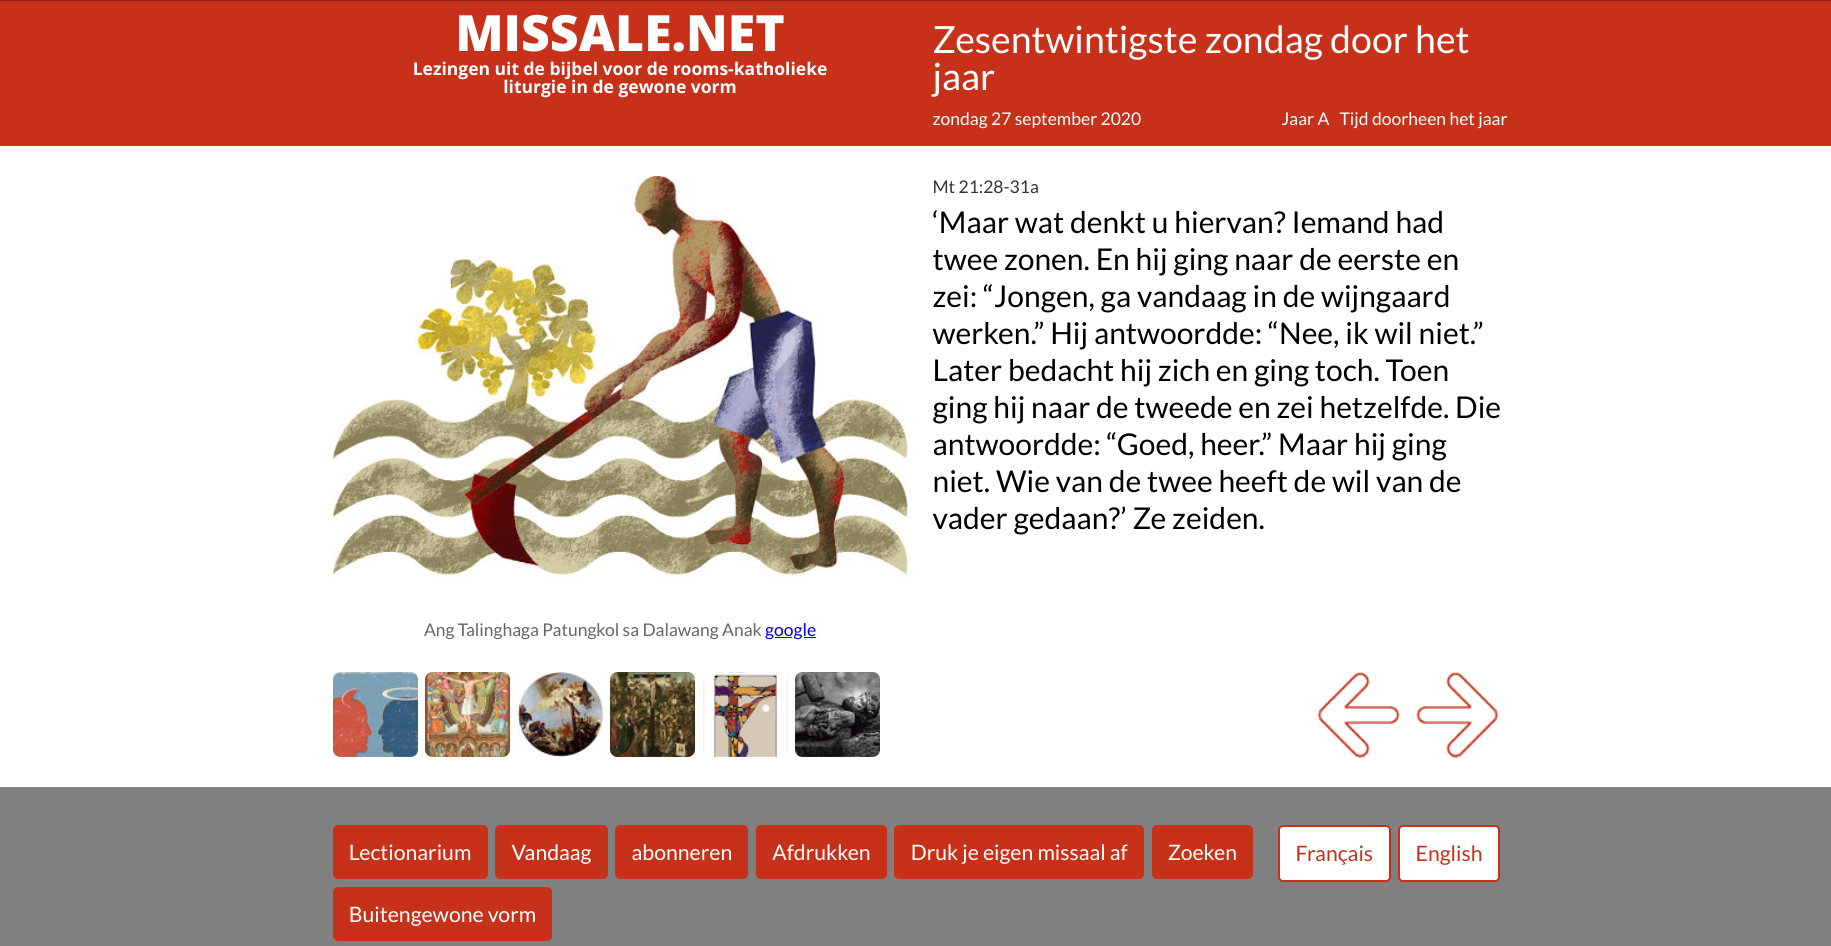 MISSALE.NET
Lezingen uit de bijbel voor de rooms-katholieke
liturgie in de gewone vorm
Zesentwintigste zondag door het
jaar
zondag 27 september 2020
Jaar A Tijd doorheen het jaar
Mt 21:28-31a
‘Maar wat denkt u hiervan? Iemand had
twee zonen. En hij ging naar de eerste en
zei: “Jongen, ga vandaag in de wijngaard
werken.” Hij antwoordde: “Nee, ik wil niet.”
Later bedacht hij zich en ging toch. Toen
ging hij naar de tweede en zei hetzelfde. Die
antwoordde: “Goed, heer.” Maar hij ging
niet. Wie van de twee heeft de wil van de
vader gedaan?’ Ze zeiden.
Ang Talinghaga Patungkol sa Dalawang Anak google
Lectionarium
Vandaag
abonneren
Afdrukken
Druk je eigen missaal af
Zoeken
Français
English
Buitengewone vorm